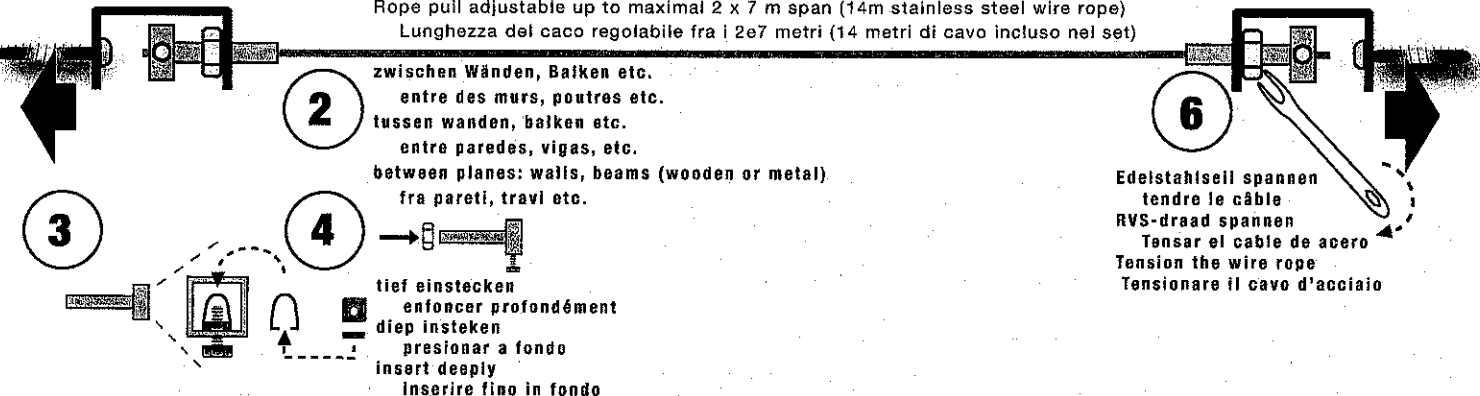 Rope pull adjustable up to maximal 2 x 7 m span (14m stainless steel wire rope)
Lunghezza del caco regolabile fra i 2e7 metri (14 metri di cavo incluso nel set)
2
zwischen Wänden, Balken etc.
entre des murs, poutres etc.
tussen wanden, balken etc.
entre paredes, vigas, etc.
between planes: walls, beams (wooden or metal)
fra pareti, travi etc.
6
Edelstahlseil spannen
tendre le câble
RVS-draad spannen
Tensar el cable de acero
Tension the wire rope
Tensionare il cavo d'acciaio
3
4
tief einstecken
enfoncer profondément
diep insteken
presionar a fondo
insert deeply
inserire fino in fondo